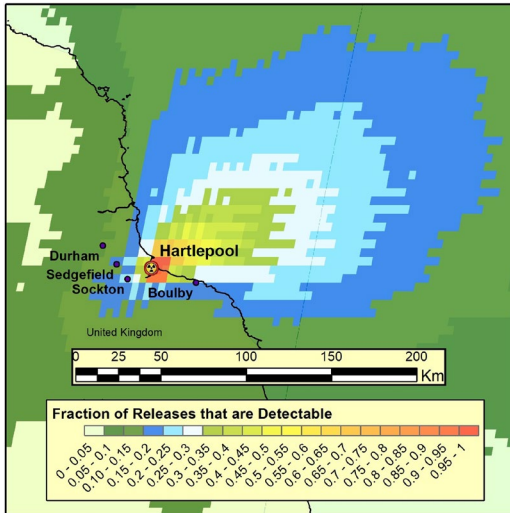 Hartlepool
Durham
Sedgefield
Sockton
Boulby
United Kingdom
0 25 50 100 150 200
Km
Fraction of Releases that are Detectable
0 - 0.05
0.05 - 0.1
0.10 - 0.15
0.15 - 0.2
0.2 - 0.25
0.25 - 0.3
0.3 - 0.35
0.35 - 0.4
0.4 - 0.45
0.45 - 0.5
0.5 - 0.55
0.55 - 0.6
0.6 - 0.65
0.65 - 0.7
0.7 - 0.75
0.75 - 0.8
0.8 - 0.85
0.85 - 0.9
0.9 - 0.95
0.95 - 1